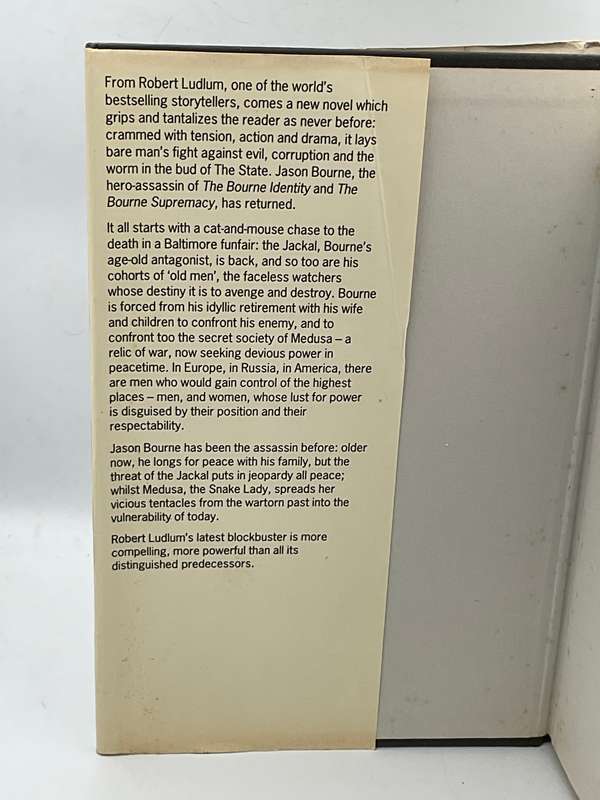 From Robert Ludlum, one of the world's
bestselling storytellers, comes a new novel which
grips and tantalizes the reader as never before:
crammed with tension, action and drama, it lays
bare man's fight against evil, corruption and the
worm in the bud of The State. Jason Bourne, the
hero-assassin of The Bourne Identity and The
Bourne Supremacy, has returned.
It all starts with a cat-and-mouse chase to the
death in a Baltimore funfair: the Jackal, Bourne's
age-old antagonist, is back, and so too are his
cohorts of 'old men', the faceless watchers
whose destiny it is to avenge and destroy. Bourne
is forced from his idyllic retirement with his wife
and children to confront his enemy, and to
confront too the secret society of Medusa – a
relic of war, now seeking devious power in
peacetime. In Europe, in Russia, in America, there
are men who would gain control of the highest
places – men, and women, whose lust for power
is disguised by their position and their
respectability.
Jason Bourne has been the assassin before: older
now, he longs for peace with his family, but the
threat of the Jackal puts in jeopardy all peace;
whilst Medusa, the Snake Lady, spreads her
vicious tentacles from the wartorn past into the
vulnerability of today.
Robert Ludlum's latest blockbuster is more
compelling, more powerful than all its
distinguished predecessors.